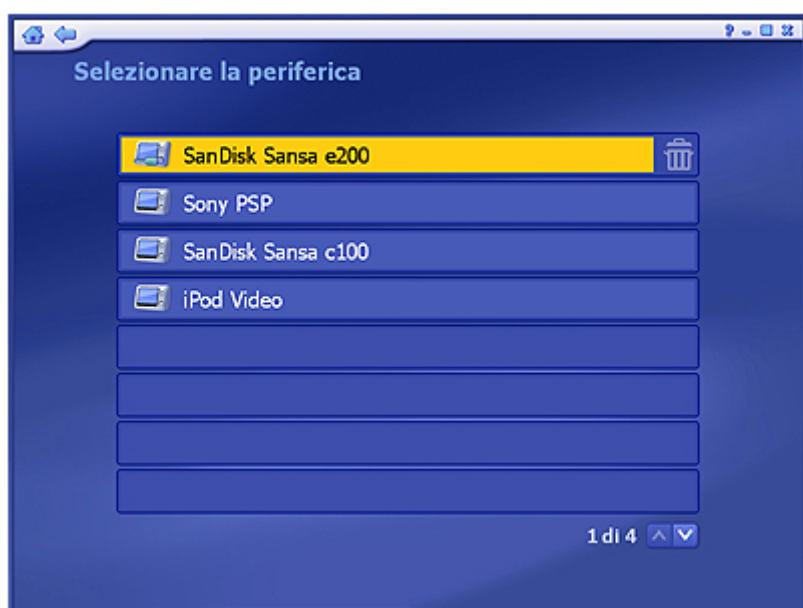 Selezionare la periferica
SanDisk Sansa e200
Sony PSP
SanDisk Sansa c100
iPod Video
1 di 4